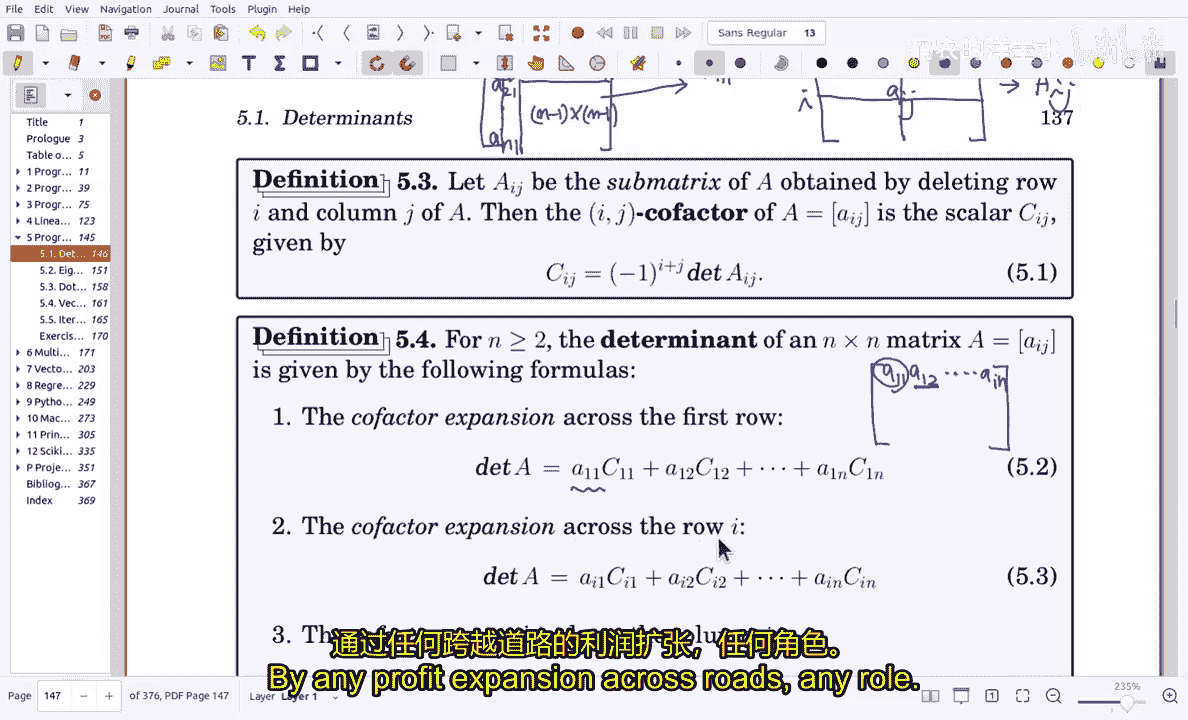 File Edit View Navigation Journal Tools Plugin Help
Sans Regular 13
5.1. Determinants
137
a21
an1
(n-1)×(n-1)
i
aij
Aij
Title 1
Prologue 3
Table o... 5
1 Progr... 11
2 Progr... 39
3 Progr... 75
4 Linea... 123
5 Progr... 145
5.1. Det... 146
5.2. Eig... 151
5.3. Dot... 158
5.4. Vec... 161
5.5. Iter... 165
Exercis... 170
6 Multi... 171
7 Vecto... 203
8 Regre... 229
9 Pytho... 249
10 Mac... 273
11 Prin... 305
12 Sciki... 335
P Projec... 351
Bibliog... 367
Index 369
Definition 5.3. Let Aij be the submatrix of A obtained by deleting row
i and column j of A. Then the (i, j)-cofactor of A = [aij] is the scalar Cij,
given by
Cij = (−1)^{i+j} det Aij. (5.1)
Definition 5.4. For n ≥ 2, the determinant of an n × n matrix A = [aij]
is given by the following formulas:
a11 a12 ···· ain
1. The cofactor expansion across the first row:
det A = a11C11 + a12C12 + ··· + a1nC1n (5.2)
2. The cofactor expansion across the row i:
det A = ai1Ci1 + ai2Ci2 + ··· + ainCin (5.3)
3. Th
通过任何跨越道路的利润扩张，任何角色。
By any profit expansion across roads, any role.
Page 147 − + of 376, PDF Page 147 Layer Layer 1
235%